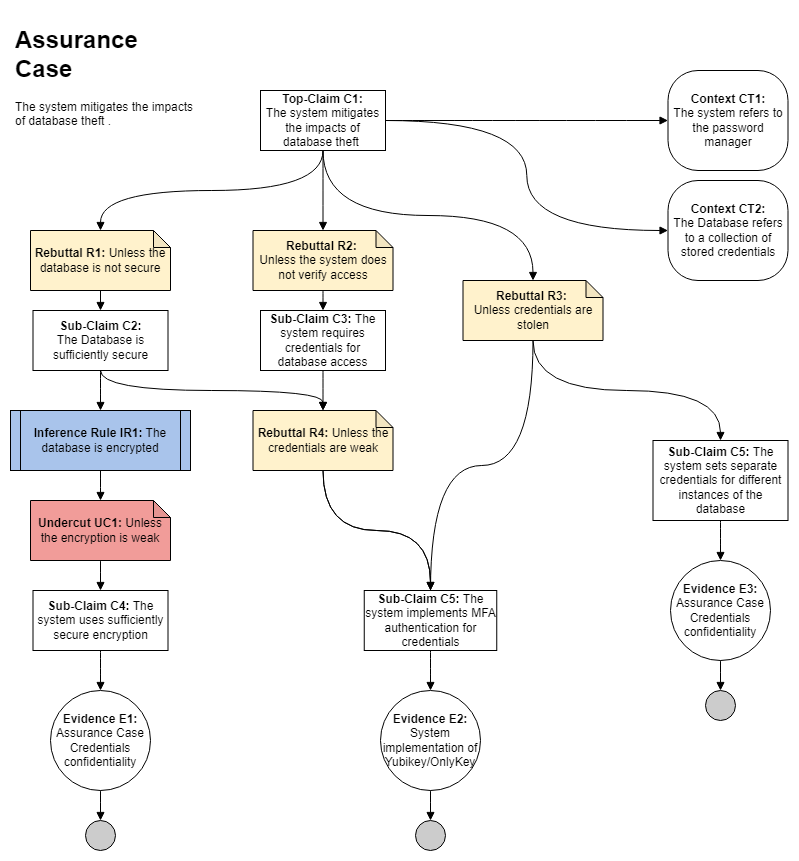 Assurance
Case
The system mitigates the impacts
of database theft .
Top-Claim C1:
The system mitigates
the impacts of
database theft
Context CT1:
The system refers to
the password
manager
Context CT2:
The Database refers
to a collection of
stored credentials
Rebuttal R1: Unless the
database is not secure
Rebuttal R2:
Unless the system does
not verify access
Rebuttal R3:
Unless credentials are
stolen
Sub-Claim C2:
The Database is
sufficiently secure
Sub-Claim C3: The
system requires
credentials for
database access
Inference Rule IR1: The
database is encrypted
Rebuttal R4: Unless the
credentials are weak
Sub-Claim C5: The
system sets separate
credentials for different
instances of the
database
Undercut UC1: Unless
the encryption is weak
Sub-Claim C4: The
system uses sufficiently
secure encryption
Sub-Claim C5: The
system implements MFA
authentication for
credentials
Evidence E3:
Assurance Case
Credentials
confidentiality
Evidence E1:
Assurance Case
Credentials
confidentiality
Evidence E2:
System
implementation of
Yubikey/OnlyKey